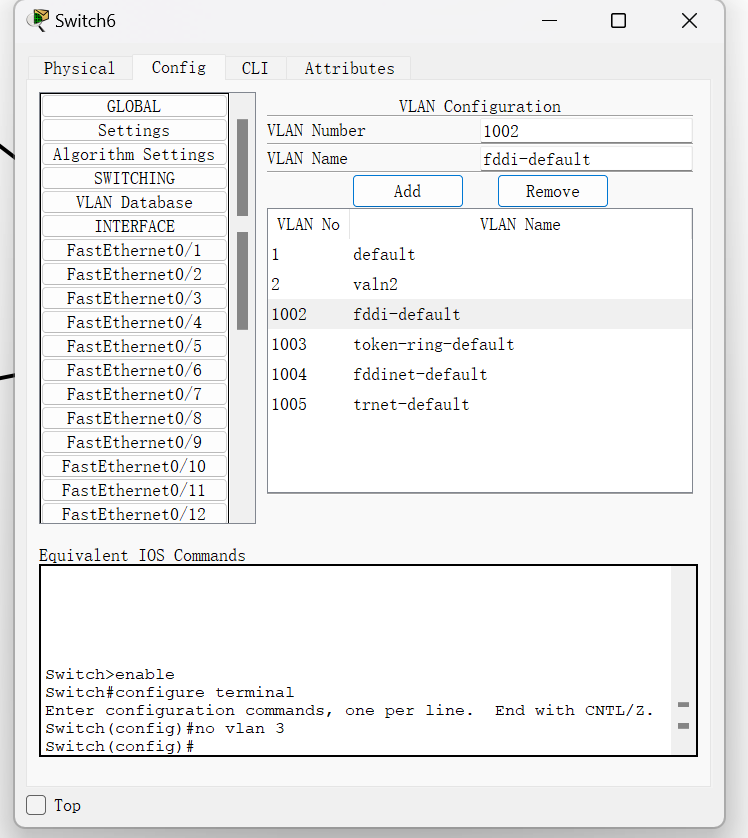 Switch6
Physical Config CLI Attributes
GLOBAL
Settings
Algorithm Settings
SWITCHING
VLAN Database
INTERFACE
FastEthernet0/1
FastEthernet0/2
FastEthernet0/3
FastEthernet0/4
FastEthernet0/5
FastEthernet0/6
FastEthernet0/7
FastEthernet0/8
FastEthernet0/9
FastEthernet0/10
FastEthernet0/11
FastEthernet0/12
VLAN Configuration
VLAN Number 1002
VLAN Name fddi-default
Add Remove
VLAN No VLAN Name
1 default
2 valn2
1002 fddi-default
1003 token-ring-default
1004 fddinet-default
1005 trnet-default
Equivalent IOS Commands
Switch>enable
Switch#configure terminal
Enter configuration commands, one per line.  End with CNTL/Z.
Switch(config)#no vlan 3
Switch(config)#
Top